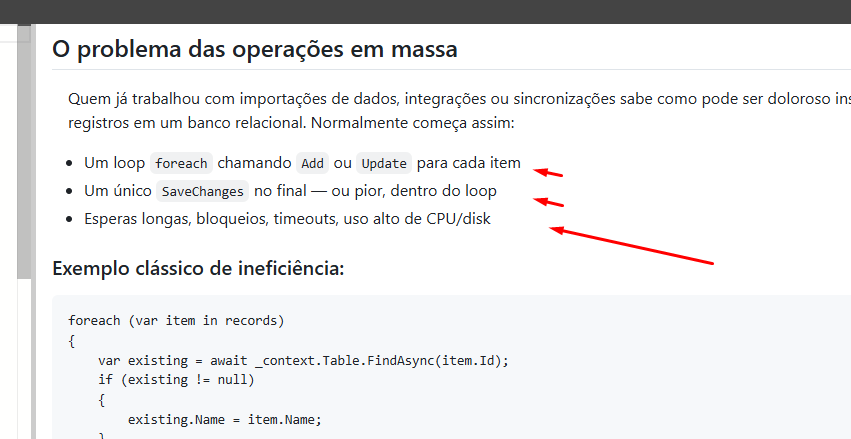 O problema das operações em massa
Quem já trabalhou com importações de dados, integrações ou sincronizações sabe como pode ser doloroso
registros em um banco relacional. Normalmente começa assim:
Um loop foreach chamando Add ou Update para cada item
Um único SaveChanges no final — ou pior, dentro do loop
Esperas longas, bloqueios, timeouts, uso alto de CPU/disk
Exemplo clássico de ineficiência:
foreach (var item in records)
{
    var existing = await _context.Table.FindAsync(item.Id);
    if (existing != null)
    {
        existing.Name = item.Name;